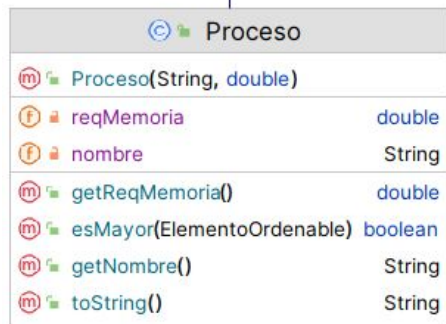 Proceso
Proceso(String, double)
reqMemoria double
nombre String
getReqMemoria() double
esMayor(ElementoOrdenable) boolean
getNombre() String
toString() String